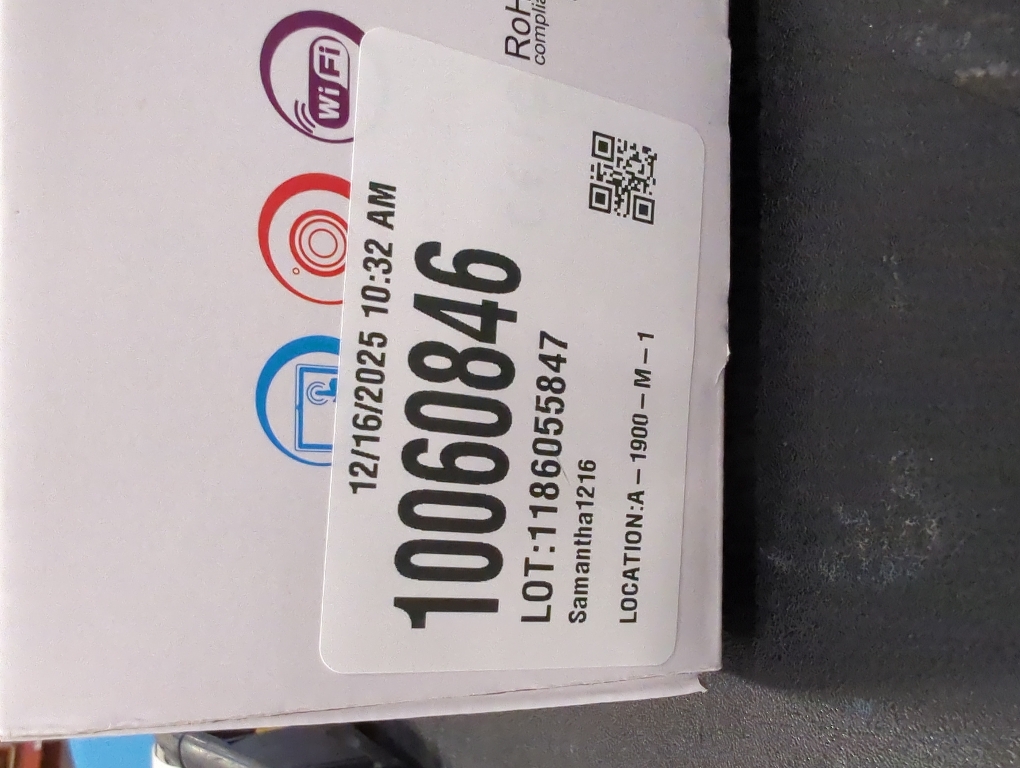 WiFi
RoH
complia
12/16/2025 10:32 AM
10060846
LOT:1186055847
Samantha1216
LOCATION:A-1900-M-1